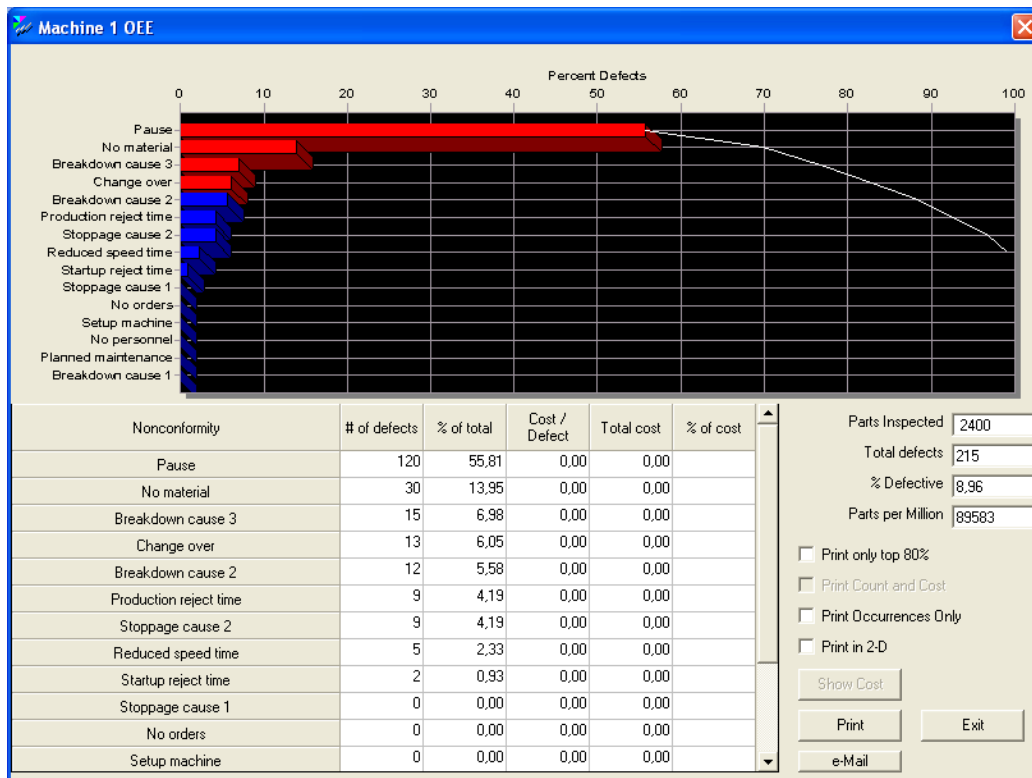 Machine 1 OEE
Percent Defects
0 10 20 30 40 50 60 70 80 90 100
Pause
No material
Breakdown cause 3
Change over
Breakdown cause 2
Production reject time
Stoppage cause 2
Reduced speed time
Startup reject time
Stoppage cause 1
No orders
Setup machine
No personnel
Planned maintenance
Breakdown cause 1
Nonconformity # of defects % of total Cost / Defect Total cost % of cost
Pause 120 55,81 0,00 0,00
No material 30 13,95 0,00 0,00
Breakdown cause 3 15 6,98 0,00 0,00
Change over 13 6,05 0,00 0,00
Breakdown cause 2 12 5,58 0,00 0,00
Production reject time 9 4,19 0,00 0,00
Stoppage cause 2 9 4,19 0,00 0,00
Reduced speed time 5 2,33 0,00 0,00
Startup reject time 2 0,93 0,00 0,00
Stoppage cause 1 0 0,00 0,00 0,00
No orders 0 0,00 0,00 0,00
Setup machine 0 0,00 0,00 0,00
Parts Inspected 2400
Total defects 215
% Defective 8,96
Parts per Million 89583
Print only top 80%
Print Count and Cost
Print Occurrences Only
Print in 2-D
Show Cost
Print Exit
e-Mail